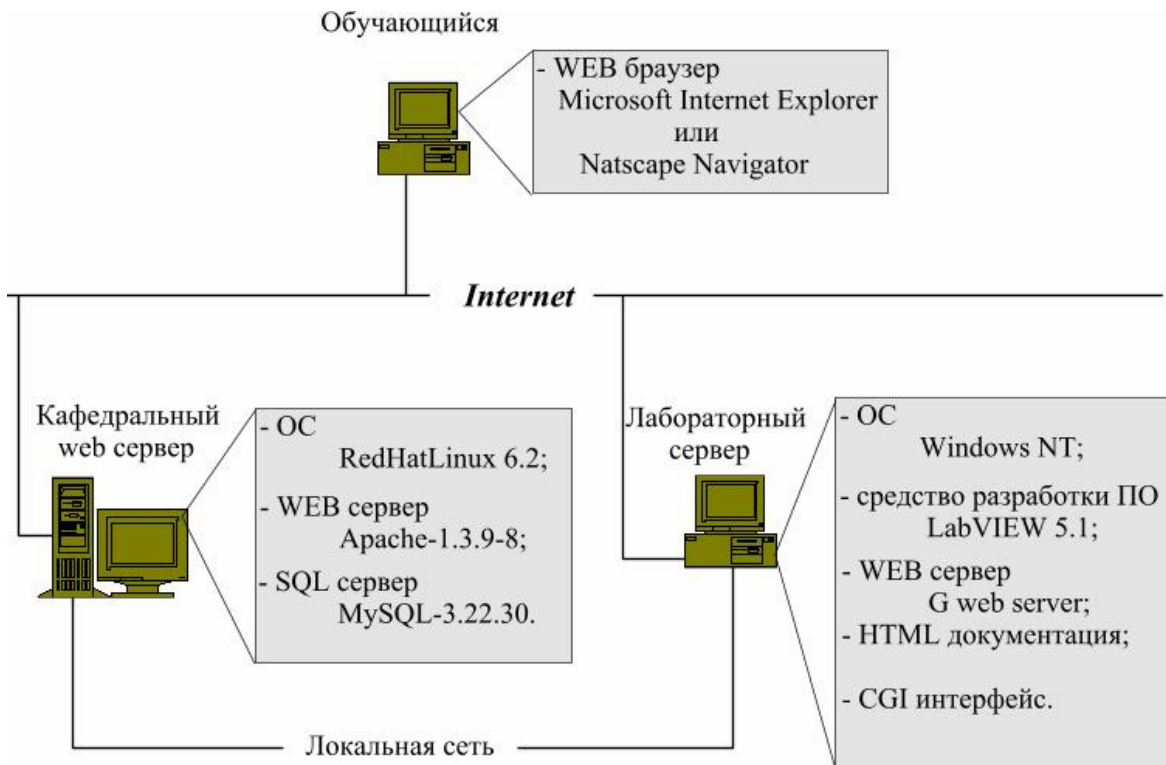 Обучающийся
- WEB браузер
Microsoft Internet Explorer
или
Natscape Navigator
Internet
Кафедральный
web сервер
- ОС
RedHatLinux 6.2;
- WEB сервер
Apache-1.3.9-8;
- SQL сервер
MySQL-3.22.30.
Лабораторный
сервер
- ОС
Windows NT;
- средство разработки ПО
LabVIEW 5.1;
- WEB сервер
G web server;
- HTML документация;
- CGI интерфейс.
Локальная сеть